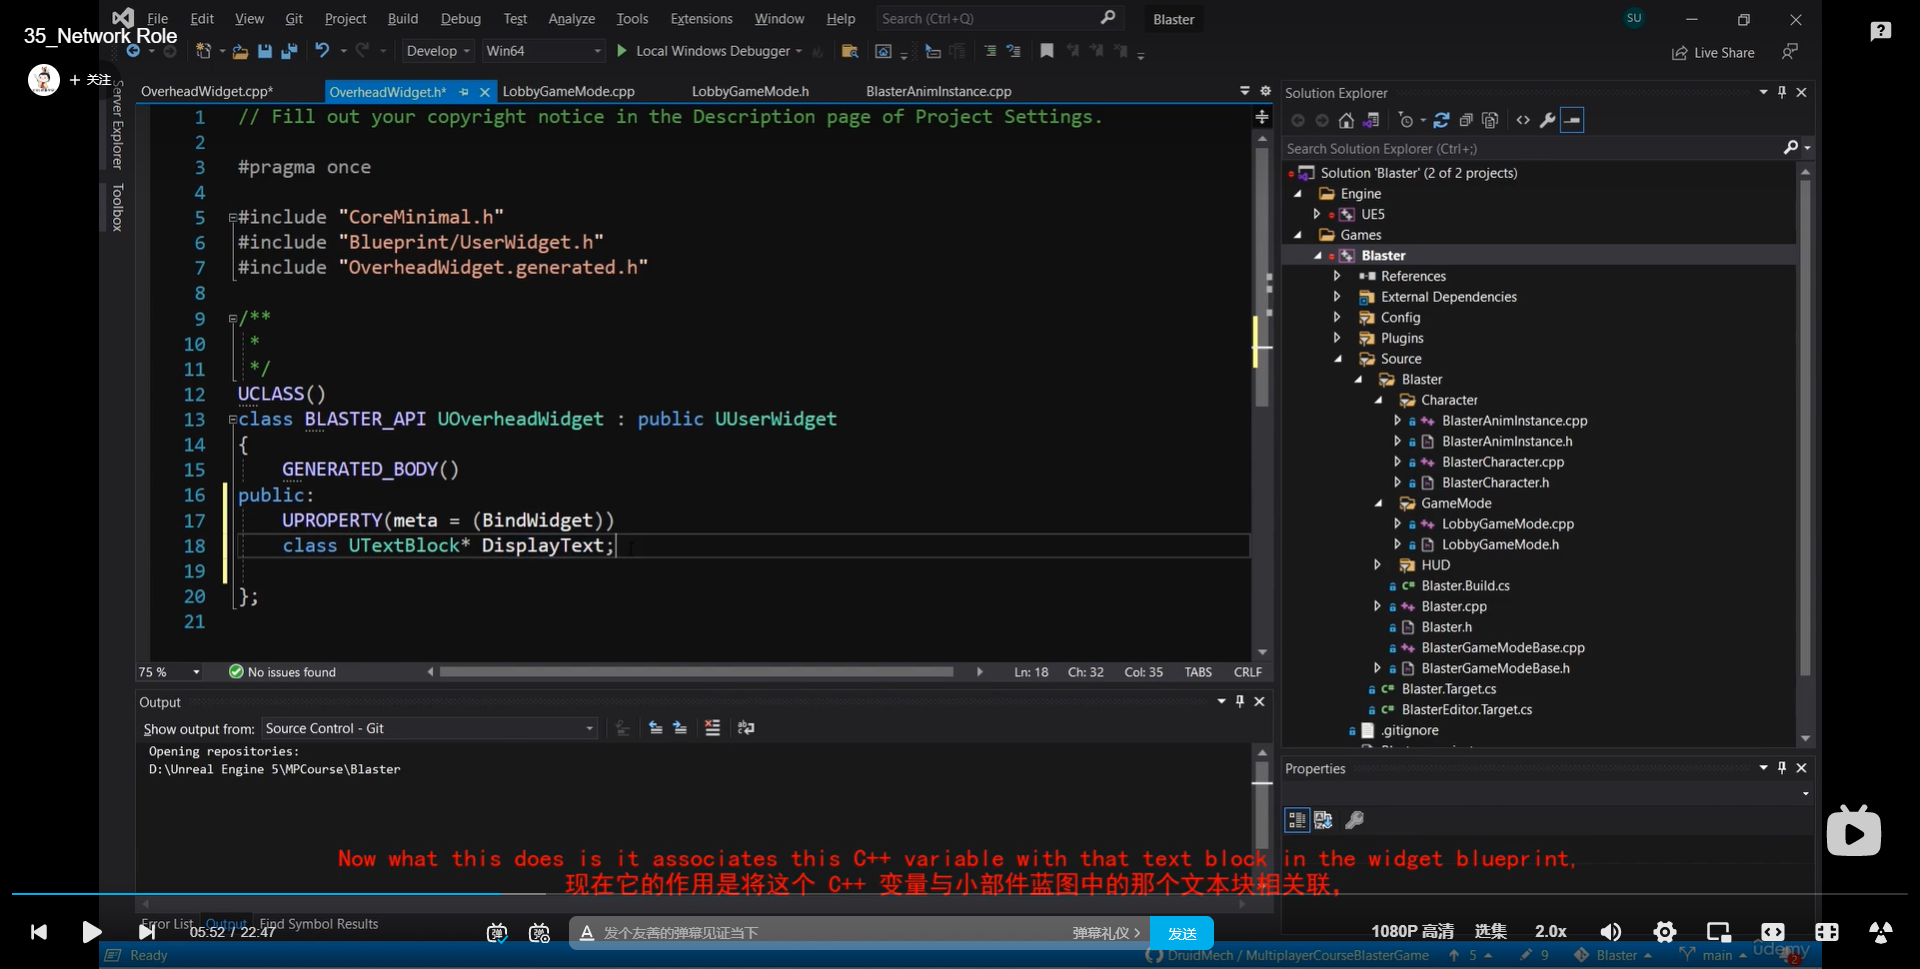 File Edit View Git Project Build Debug Test Analyze Tools Extensions Window Help Search (Ctrl+Q) Blaster SU
35_Network Role
Develop Win64 Local Windows Debugger Live Share
+ 关注
Server Explorer
Toolbox
OverheadWidget.cpp* OverheadWidget.h* LobbyGameMode.cpp LobbyGameMode.h BlasterAnimInstance.cpp
1 // Fill out your copyright notice in the Description page of Project Settings.
2
3 #pragma once
4
5 #include "CoreMinimal.h"
6 #include "Blueprint/UserWidget.h"
7 #include "OverheadWidget.generated.h"
8
9 /**
10 *
11 */
12 UCLASS()
13 class BLASTER_API UOverheadWidget : public UUserWidget
14 {
15 GENERATED_BODY()
16 public:
17 UPROPERTY(meta = (BindWidget))
18 class UTextBlock* DisplayText;
19
20 };
21
75 % No issues found Ln: 18 Ch: 32 Col: 35 TABS CRLF
Output
Show output from: Source Control - Git
Opening repositories:
D:\Unreal Engine 5\MPCourse\Blaster
Solution Explorer
Search Solution Explorer (Ctrl+;)
Solution 'Blaster' (2 of 2 projects)
Engine
UE5
Games
Blaster
References
External Dependencies
Config
Plugins
Source
Blaster
Character
BlasterAnimInstance.cpp
BlasterAnimInstance.h
BlasterCharacter.cpp
BlasterCharacter.h
GameMode
LobbyGameMode.cpp
LobbyGameMode.h
HUD
Blaster.Build.cs
Blaster.cpp
Blaster.h
BlasterGameModeBase.cpp
BlasterGameModeBase.h
Blaster.Target.cs
BlasterEditor.Target.cs
.gitignore
Properties
Now what this does is it associates this C++ variable with that text block in the widget blueprint,
现在它的作用是将这个 C++ 变量与小部件蓝图中的那个文本块相关联，
Error List Output Find Symbol Results
05:52 / 22:47 发个友善的弹幕见证当下 弹幕礼仪 > 发送 1080P 高清 选集 2.0x
udemy
Ready DruidMech / MultiplayerCourseBlasterGame 5 9 Blaster main 2